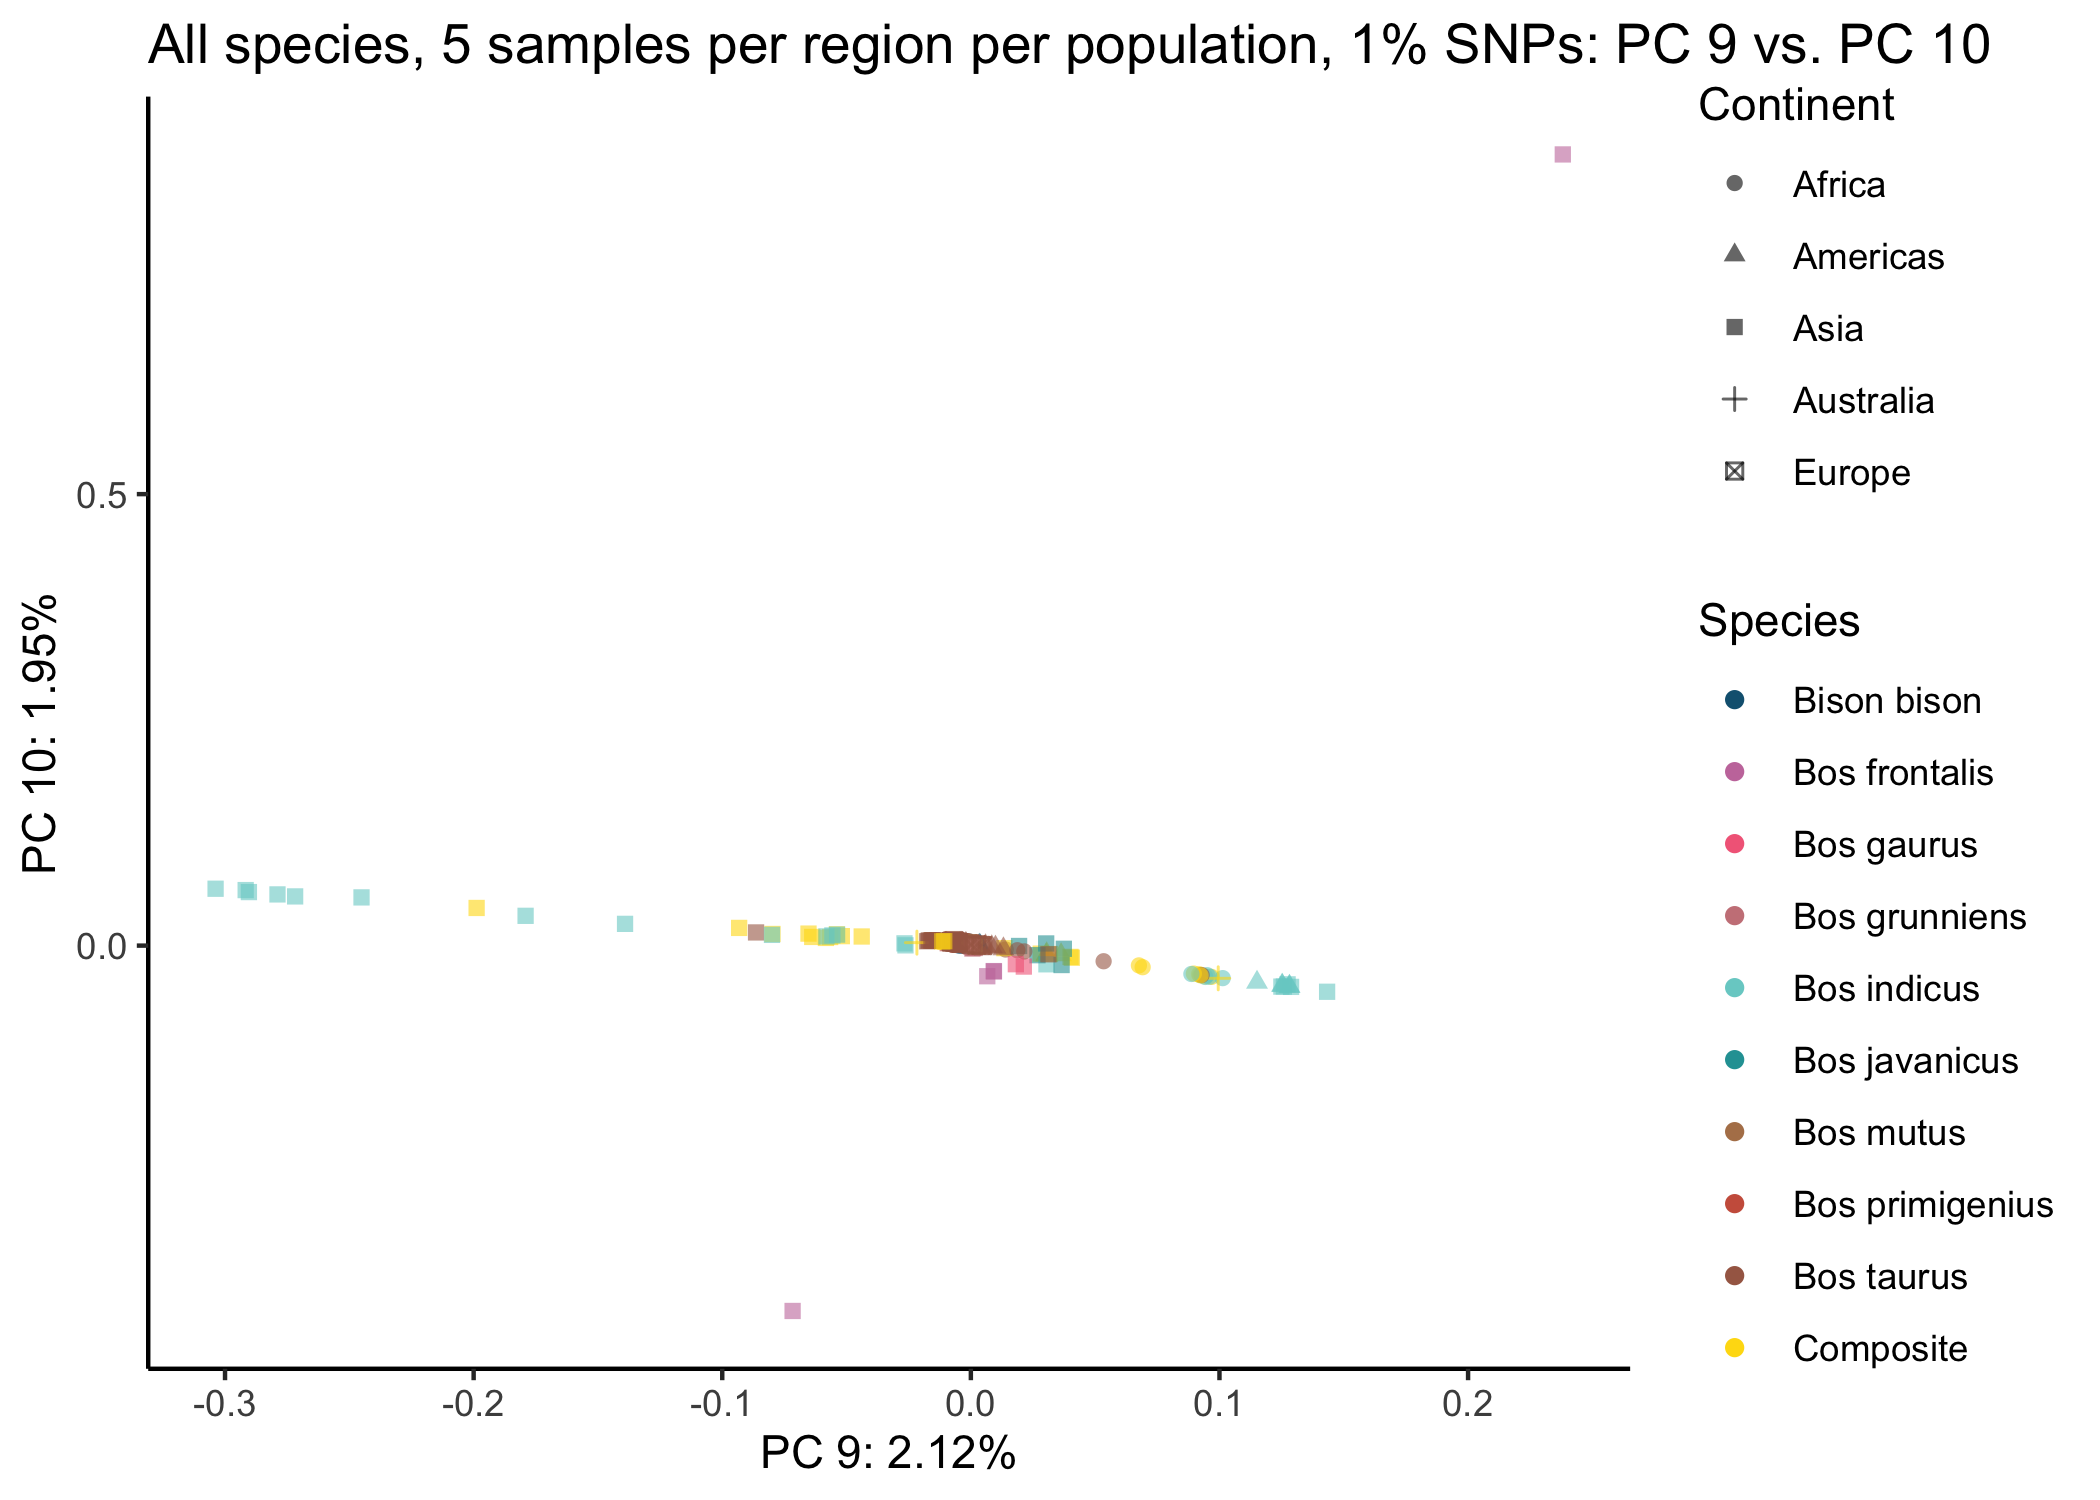 All species, 5 samples per region per population, 1% SNPs: PC 9 vs. PC 10
Continent
Africa
Americas
Asia
Australia
Europe
Species
Bison bison
Bos frontalis
Bos gaurus
Bos grunniens
Bos indicus
Bos javanicus
Bos mutus
Bos primigenius
Bos taurus
Composite
PC 10: 1.95%
0.5
0.0
-0.3
-0.2
-0.1
0.0
0.1
0.2
PC 9: 2.12%